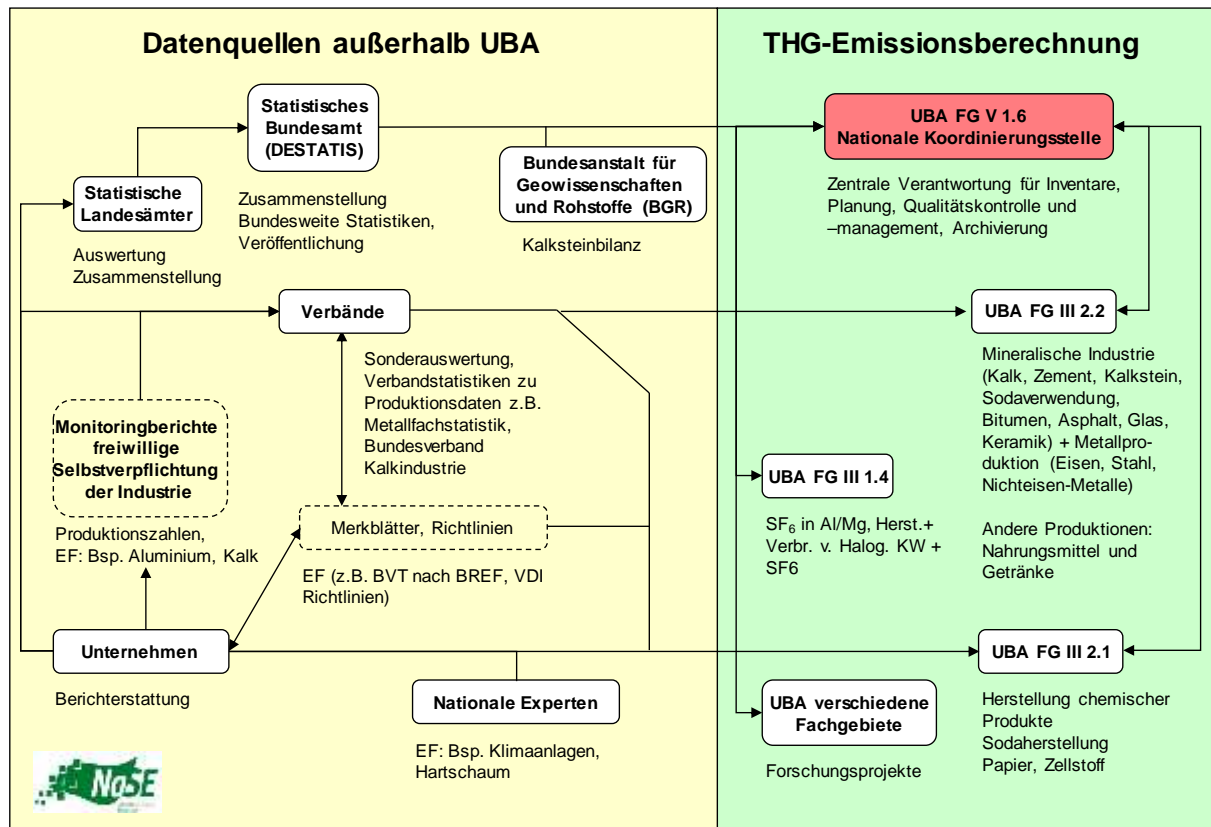 Datenquellen außerhalb UBA
THG-Emissionsberechnung
Statistisches
Bundesamt
(DESTATIS)
Zusammenstellung
Bundesweite Statistiken,
Veröffentlichung
Statistische
Landesämter
Auswertung
Zusammenstellung
Bundesanstalt für
Geowissenschaften
und Rohstoffe (BGR)
Kalksteinbilanz
UBA FG V 1.6
Nationale Koordinierungsstelle
Zentrale Verantwortung für Inventare,
Planung, Qualitätskontrolle und
–management, Archivierung
Verbände
Sonderauswertung,
Verbandstatistiken zu
Produktionsdaten z.B.
Metallfachstatistik,
Bundesverband
Kalkindustrie
UBA FG III 2.2
Mineralische Industrie
(Kalk, Zement, Kalkstein,
Sodaverwendung,
Bitumen, Asphalt, Glas,
Keramik) + Metallpro-
duktion (Eisen, Stahl,
Nichteisen-Metalle)
Andere Produktionen:
Nahrungsmittel und
Getränke
Monitoringberichte
freiwillige
Selbstverpflichtung
der Industrie
Produktionszahlen,
EF: Bsp. Aluminium, Kalk
Merkblätter, Richtlinien
EF (z.B. BVT nach BREF, VDI
Richtlinien)
UBA FG III 1.4
SF6 in Al/Mg, Herst.+
Verbr. v. Halog. KW +
SF6
Unternehmen
Berichterstattung
Nationale Experten
EF: Bsp. Klimaanlagen,
Hartschaum
UBA verschiedene
Fachgebiete
Forschungsprojekte
UBA FG III 2.1
Herstellung chemischer
Produkte
Sodaherstellung
Papier, Zellstoff
NaSE